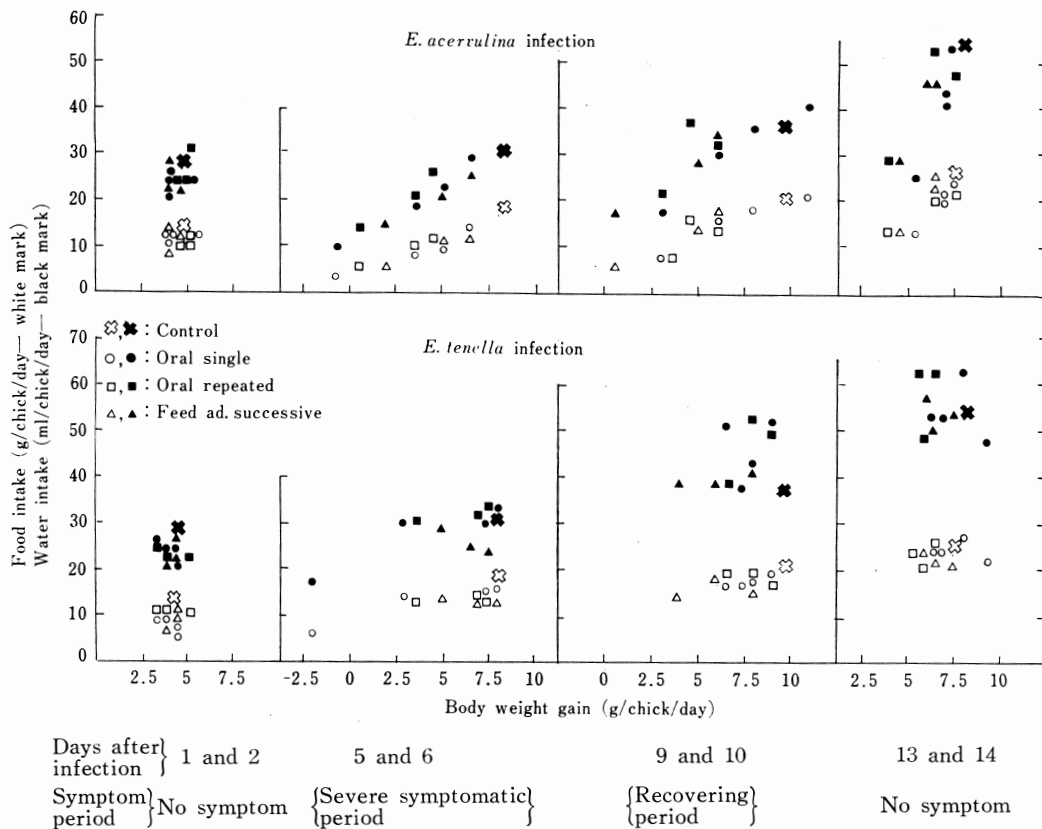 60
50
40
30
20
10
0
E. acervulina infection
70
60
50
40
30
20
10
0
E. tenella infection
: Control
: Oral single
: Oral repeated
: Feed ad. successive
Food intake (g/chick/day— white mark)
Water intake (ml/chick/day— black mark)
2.5 5 7.5 -2.5 0 2.5 5 7.5 2.5 5 7.5 10 5 7.5 10
Body weight gain (g/chick/day)
Days after infection} 1 and 2 5 and 6 9 and 10 13 and 14
Symptom period} No symptom {Severe symptomatic period} {Recovering period} No symptom